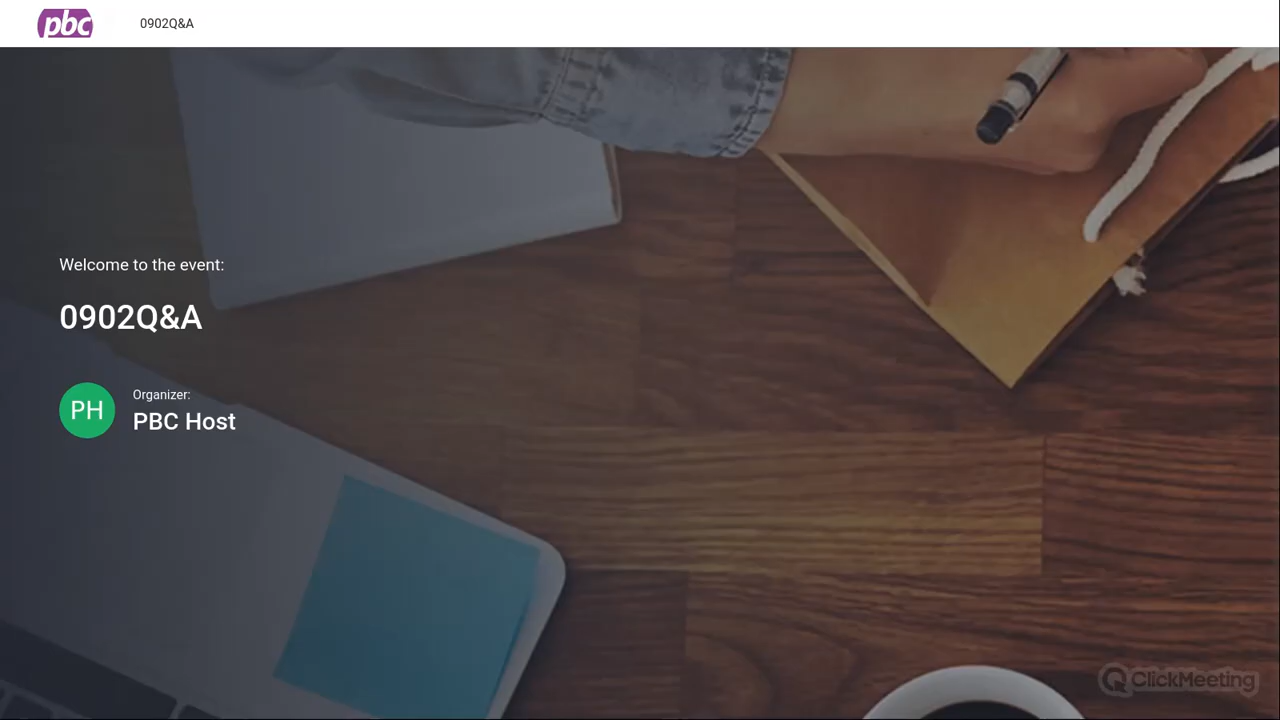 pbc
0902Q&A
Welcome to the event:
0902Q&A
PH
Organizer:
PBC Host
ClickMeeting